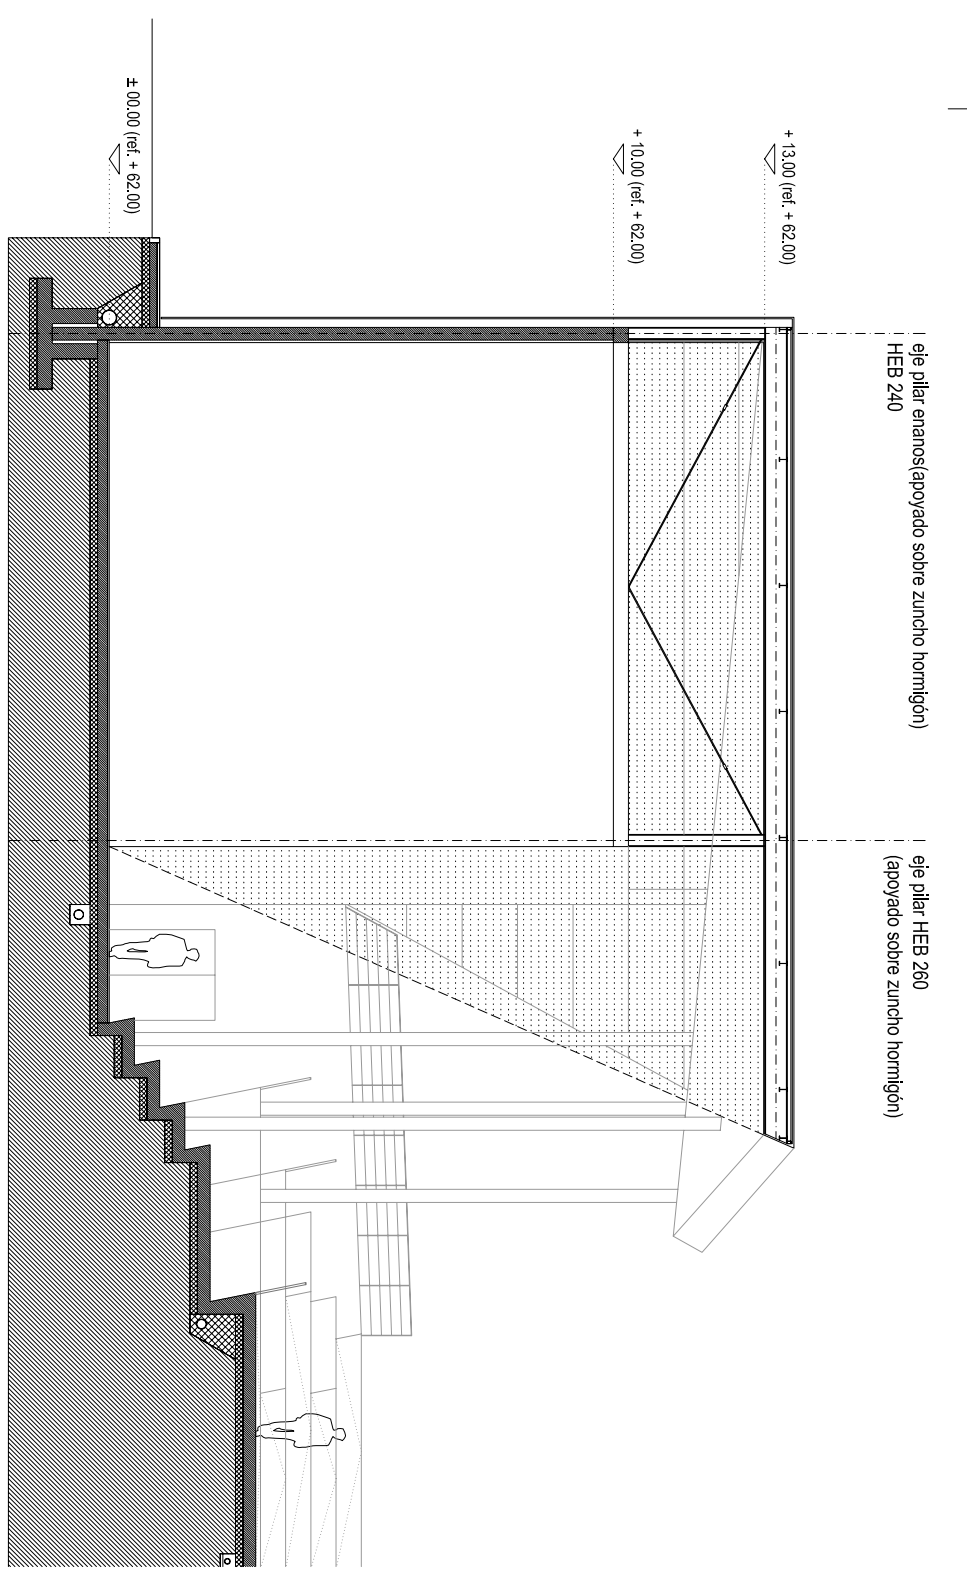 eje pilar enanos(apoyado sobre zuncho hormigón)
HEB 240
eje pilar HEB 260
(apoyado sobre zuncho hormigón)
+ 13.00 (ref. + 62.00)
+ 10.00 (ref. + 62.00)
± 00.00 (ref. + 62.00)